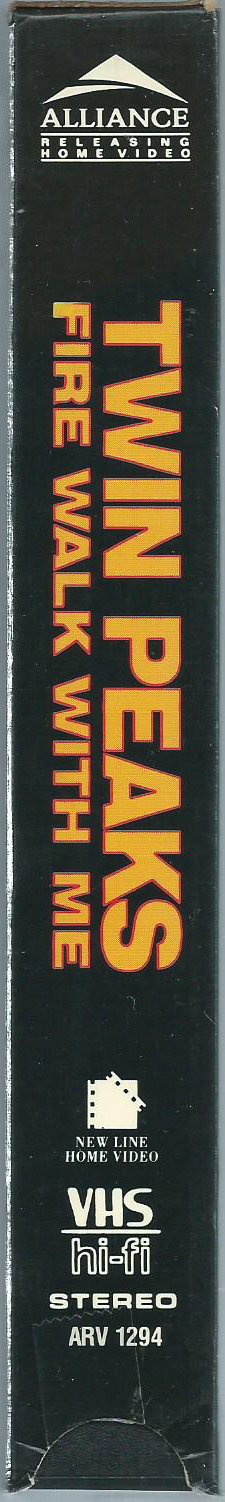 ALLIANCE
RELEASING
HOME VIDEO
TWIN PEAKS
FIRE WALK WITH ME
NEW LINE
HOME VIDEO
VHS
hi-fi
STEREO
ARV 1294